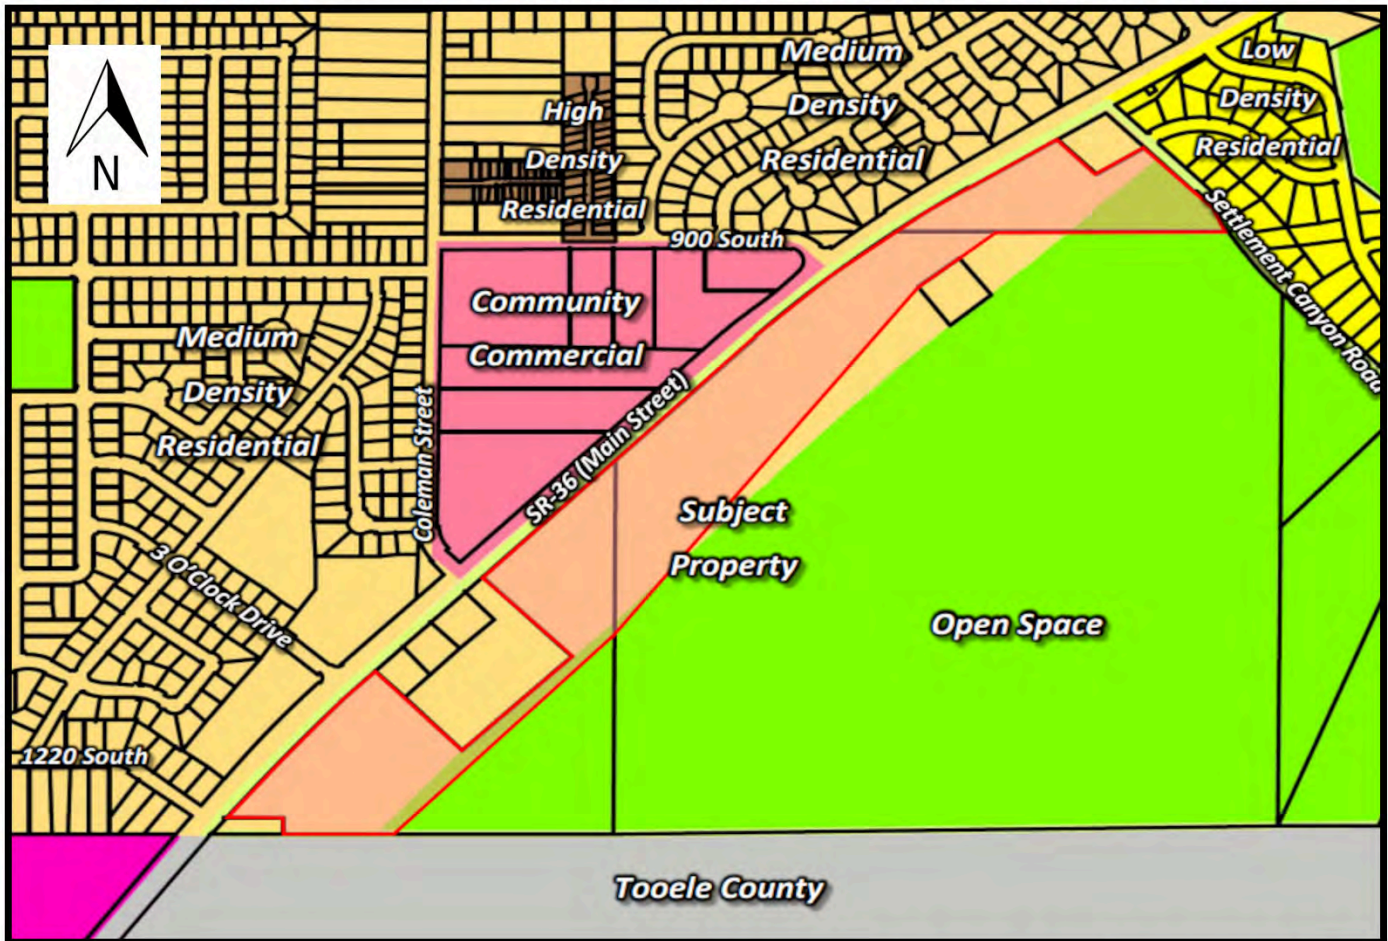 N
Medium
Density
Residential
Low
Density
Residential
High
Density
Residential
900 South
Settlement Canyon Road
Community
Commercial
Medium
Density
Residential
Coleman Street
SR-36 (Main Street)
Subject
Property
3 O'Clock Drive
Open Space
1220 South
Tooele County